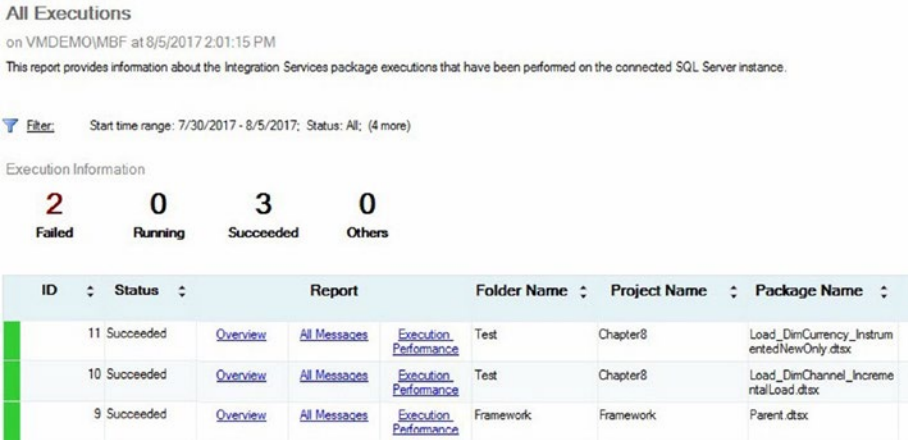 All Executions
on VMDEMO\MBF at 8/5/2017 2:01:15 PM
This report provides information about the Integration Services package executions that have been performed on the connected SQL Server instance.
Filter: Start time range: 7/30/2017 - 8/5/2017; Status: All; (4 more)
Execution Information
2 0 3 0
Failed Running Succeeded Others
ID Status Report Folder Name Project Name Package Name
11 Succeeded Overview All Messages Execution Test Chapter8 Load_DimCurrency_Instrum
Performance entedNewOnly.dtsx
10 Succeeded Overview All Messages Execution Test Chapter8 Load_DimChannel_Increme
Performance ntalLoad.dtsx
9 Succeeded Overview All Messages Execution Framework Framework Parent.dtsx
Performance